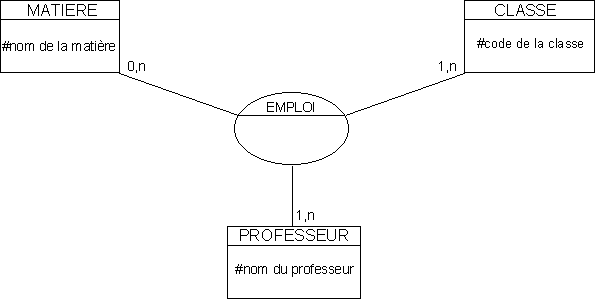 MATIERE
#nom de la matière
CLASSE
#code de la classe
0,n
1,n
EMPLOI
1,n
PROFESSEUR
#nom du professeur